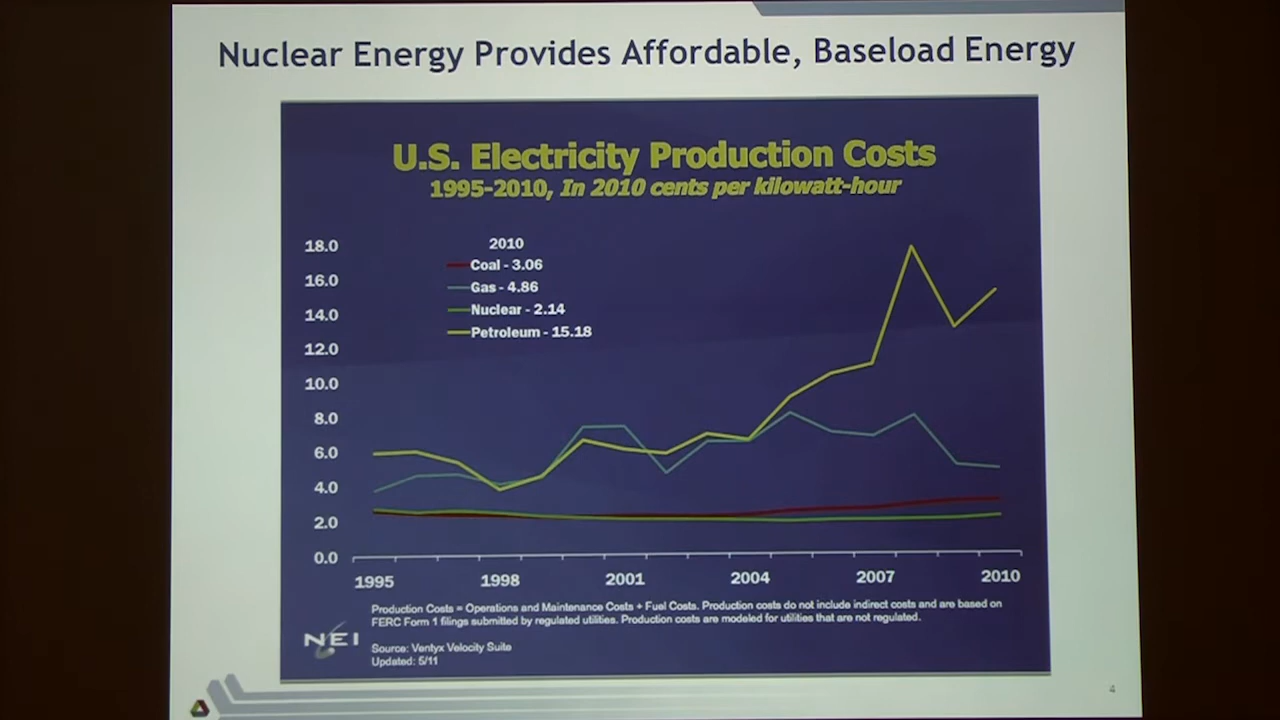 Nuclear Energy Provides Affordable, Baseload Energy
U.S. Electricity Production Costs
1995-2010, In 2010 cents per kilowatt-hour
2010
Coal - 3.06
Gas - 4.86
Nuclear - 2.14
Petroleum - 15.18
18.0
16.0
14.0
12.0
10.0
8.0
6.0
4.0
2.0
0.0
1995 1998 2001 2004 2007 2010
Production Costs = Operations and Maintenance Costs + Fuel Costs. Production costs do not include indirect costs and are based on
FERC Form 1 filings submitted by regulated utilities. Production costs are modeled for utilities that are not regulated.
NEI
Source: Ventyx Velocity Suite
Updated: 5/11
4